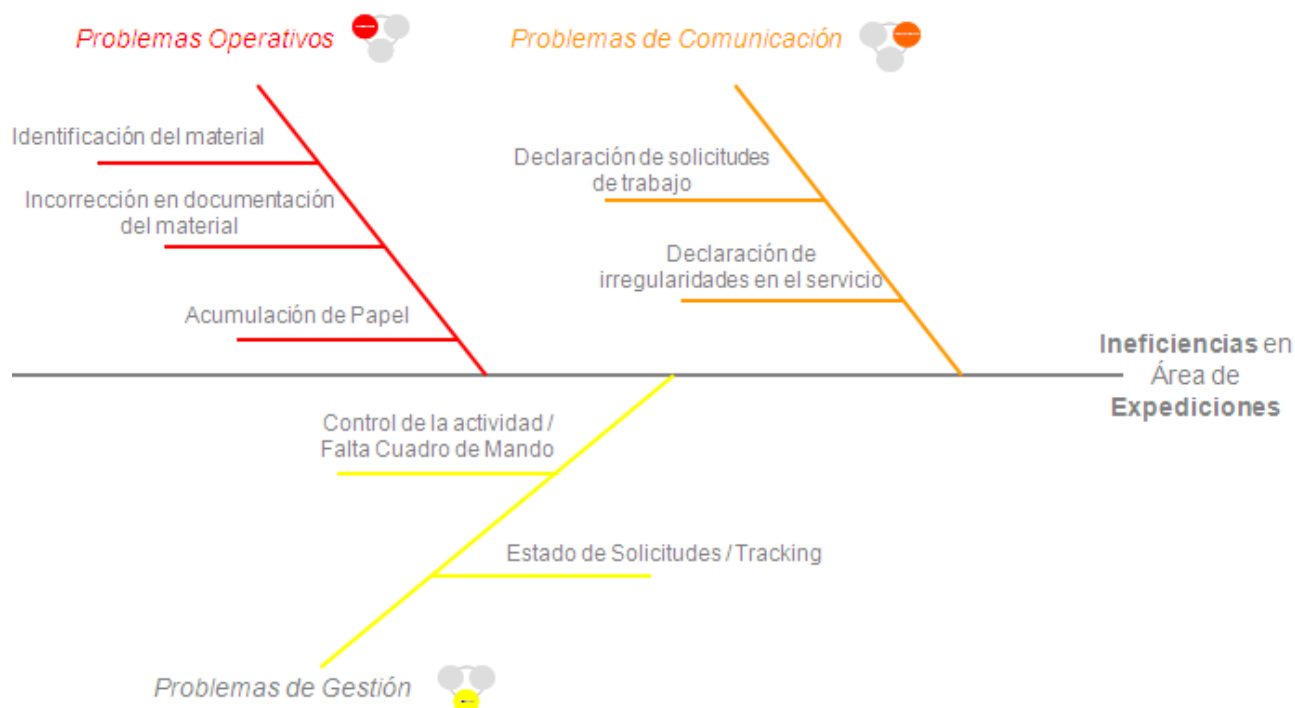 Problemas Operativos
Problemas de Comunicación
Identificación del material
Incorrección en documentación
del material
Acumulación de Papel
Declaración de solicitudes
de trabajo
Declaración de
irregularidades en el servicio
Ineficiencias en
Área de
Expediciones
Control de la actividad /
Falta Cuadro de Mando
Estado de Solicitudes / Tracking
Problemas de Gestión